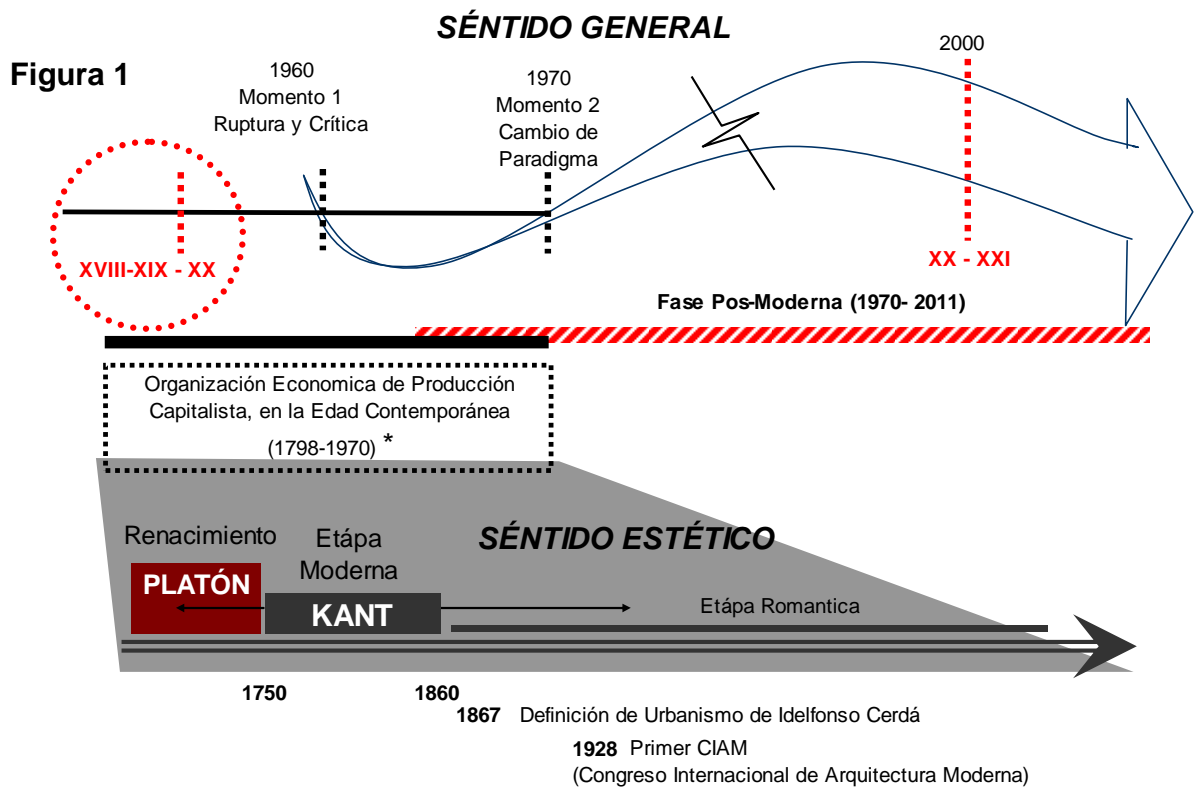 SÉNTIDO GENERAL
Figura 1
1960
Momento 1
Ruptura y Crítica
1970
Momento 2
Cambio de
Paradigma
2000
XVIII-XIX - XX
XX - XXI
Fase Pos-Moderna (1970- 2011)
Organización Economica de Producción
Capitalista, en la Edad Contemporánea
(1798-1970) *
SÉNTIDO ESTÉTICO
Renacimiento
Etápa
Moderna
PLATÓN
KANT
Etápa Romantica
1750
1860
1867 Definición de Urbanismo de Idelfonso Cerdá
1928 Primer CIAM
(Congreso Internacional de Arquitectura Moderna)